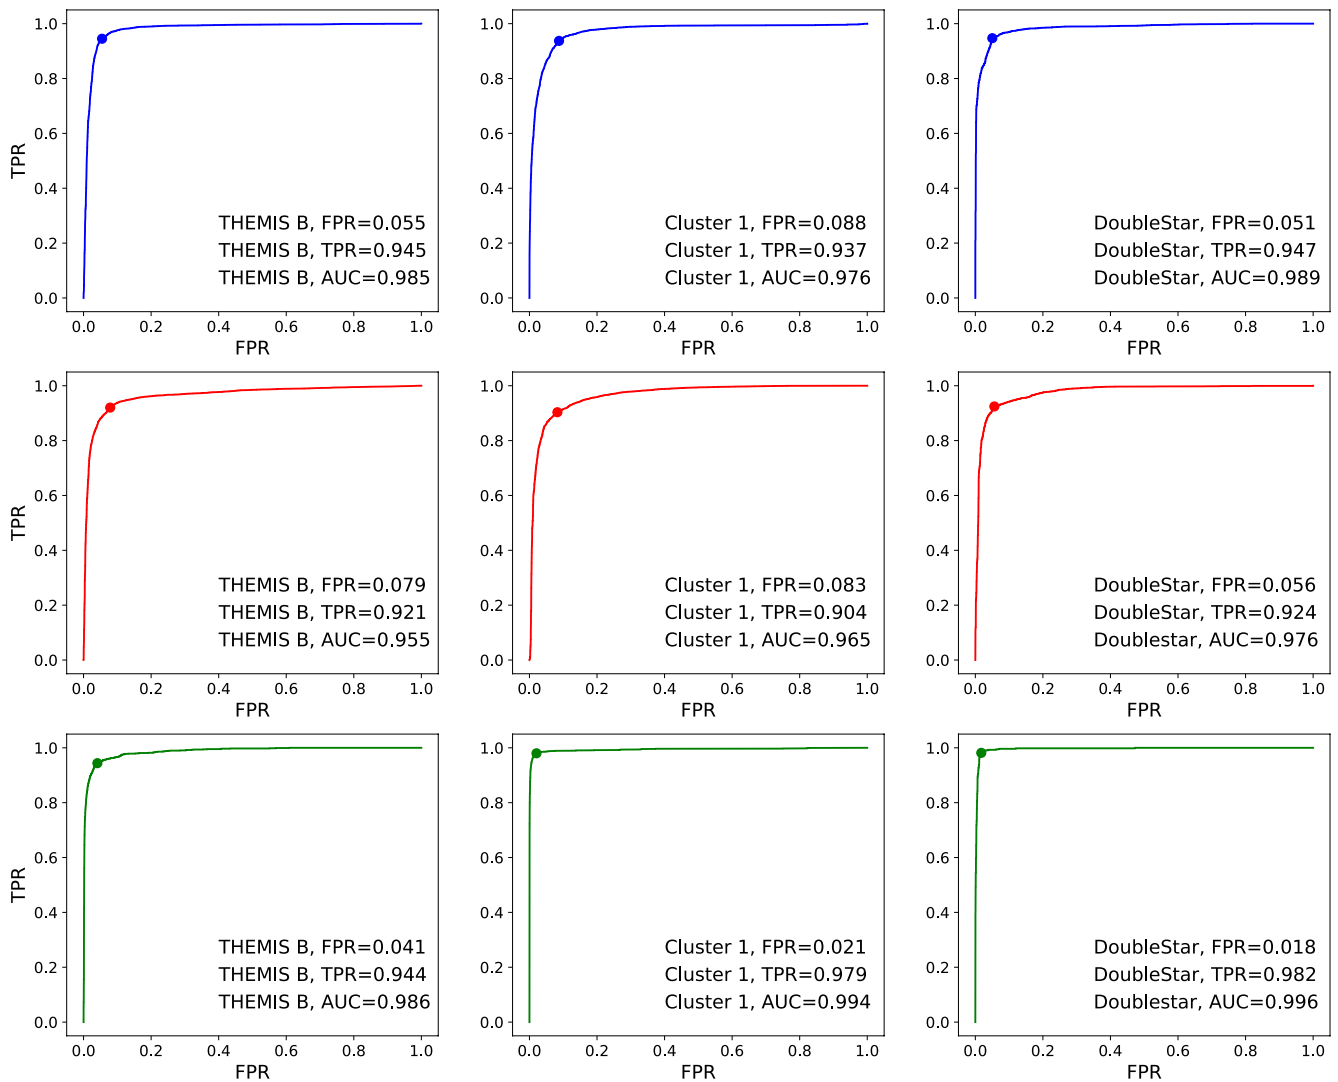 1.0
0.8
0.6
0.4
0.2
0.0
TPR
THEMIS B, FPR=0.055
THEMIS B, TPR=0.945
THEMIS B, AUC=0.985
0.0 0.2 0.4 0.6 0.8 1.0
FPR
1.0
0.8
0.6
0.4
0.2
0.0
Cluster 1, FPR=0.088
Cluster 1, TPR=0.937
Cluster 1, AUC=0.976
0.0 0.2 0.4 0.6 0.8 1.0
FPR
1.0
0.8
0.6
0.4
0.2
0.0
DoubleStar, FPR=0.051
DoubleStar, TPR=0.947
DoubleStar, AUC=0.989
0.0 0.2 0.4 0.6 0.8 1.0
FPR
1.0
0.8
0.6
0.4
0.2
0.0
TPR
THEMIS B, FPR=0.079
THEMIS B, TPR=0.921
THEMIS B, AUC=0.955
0.0 0.2 0.4 0.6 0.8 1.0
FPR
1.0
0.8
0.6
0.4
0.2
0.0
Cluster 1, FPR=0.083
Cluster 1, TPR=0.904
Cluster 1, AUC=0.965
0.0 0.2 0.4 0.6 0.8 1.0
FPR
1.0
0.8
0.6
0.4
0.2
0.0
DoubleStar, FPR=0.056
DoubleStar, TPR=0.924
Doublestar, AUC=0.976
0.0 0.2 0.4 0.6 0.8 1.0
FPR
1.0
0.8
0.6
0.4
0.2
0.0
TPR
THEMIS B, FPR=0.041
THEMIS B, TPR=0.944
THEMIS B, AUC=0.986
0.0 0.2 0.4 0.6 0.8 1.0
FPR
1.0
0.8
0.6
0.4
0.2
0.0
Cluster 1, FPR=0.021
Cluster 1, TPR=0.979
Cluster 1, AUC=0.994
0.0 0.2 0.4 0.6 0.8 1.0
FPR
1.0
0.8
0.6
0.4
0.2
0.0
DoubleStar, FPR=0.018
DoubleStar, TPR=0.982
Doublestar, AUC=0.996
0.0 0.2 0.4 0.6 0.8 1.0
FPR